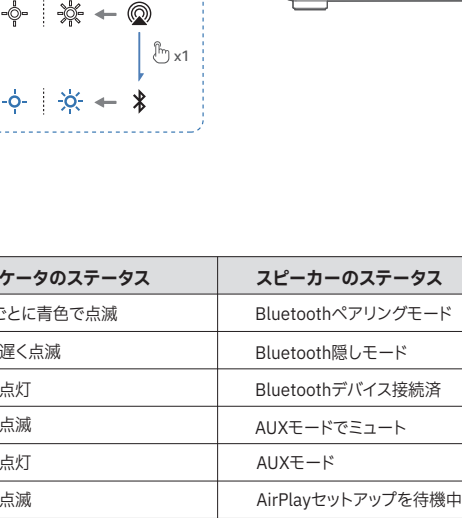 x1
ケータのステータス スピーカーのステータス
ごとに青色で点滅 Bluetoothペアリングモード
遅く点滅 Bluetooth隠しモード
点灯 Bluetoothデバイス接続済
点滅 AUXモードでミュート
点灯 AUXモード
点滅 AirPlayセットアップを待機中